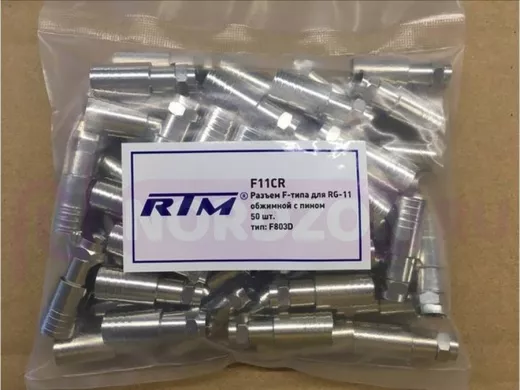 RTM®
F11CR
Разъем F-типа для RG-11
обжимной с пином
50 шт.
тип: F803D